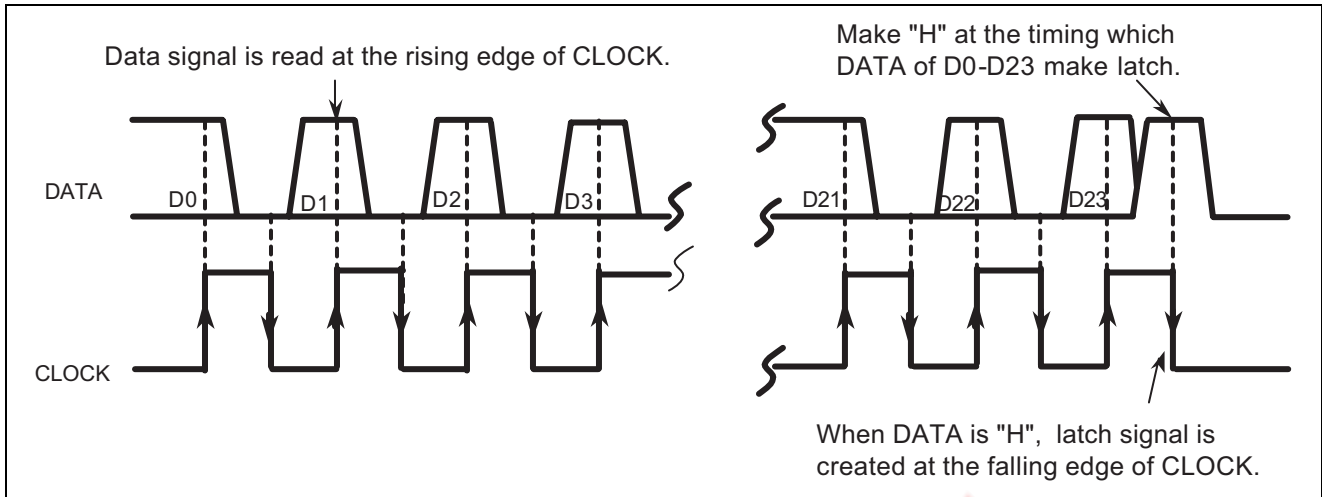 Data signal is read at the rising edge of CLOCK.
Make "H" at the timing which
DATA of D0-D23 make latch.
DATA
D0
D1
D2
D3
D21
D22
D23
CLOCK
When DATA is "H", latch signal is
created at the falling edge of CLOCK.